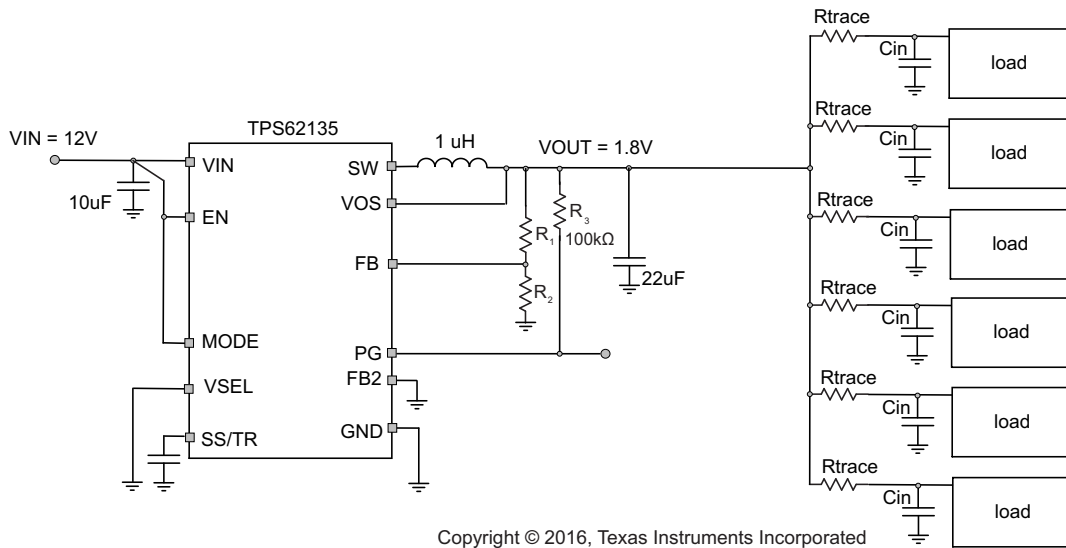 TPS62135
VIN = 12V
10uF
VIN
EN
MODE
VSEL
SS/TR
SW
VOS
FB
PG
FB2
GND
1 uH
VOUT = 1.8V
R1
R2
R3
100kΩ
22uF
Rtrace
Cin
load
Rtrace
Cin
load
Rtrace
Cin
load
Rtrace
Cin
load
Rtrace
Cin
load
Rtrace
Cin
load
Copyright © 2016, Texas Instruments Incorporated